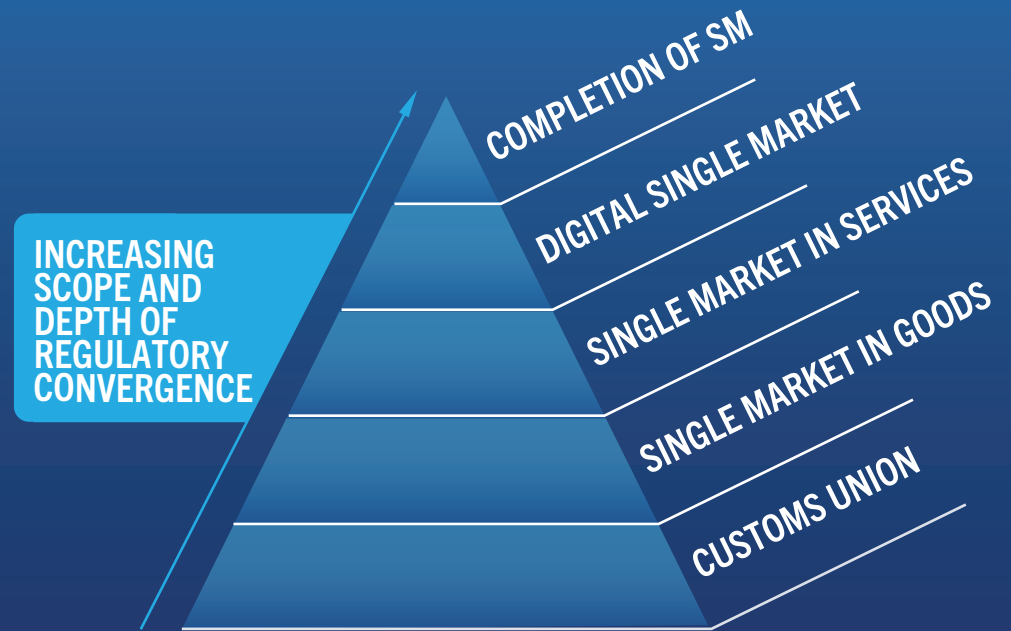 COMPLETION OF SM
DIGITAL SINGLE MARKET
SINGLE MARKET IN SERVICES
SINGLE MARKET IN GOODS
CUSTOMS UNION
INCREASING
SCOPE AND
DEPTH OF
REGULATORY
CONVERGENCE